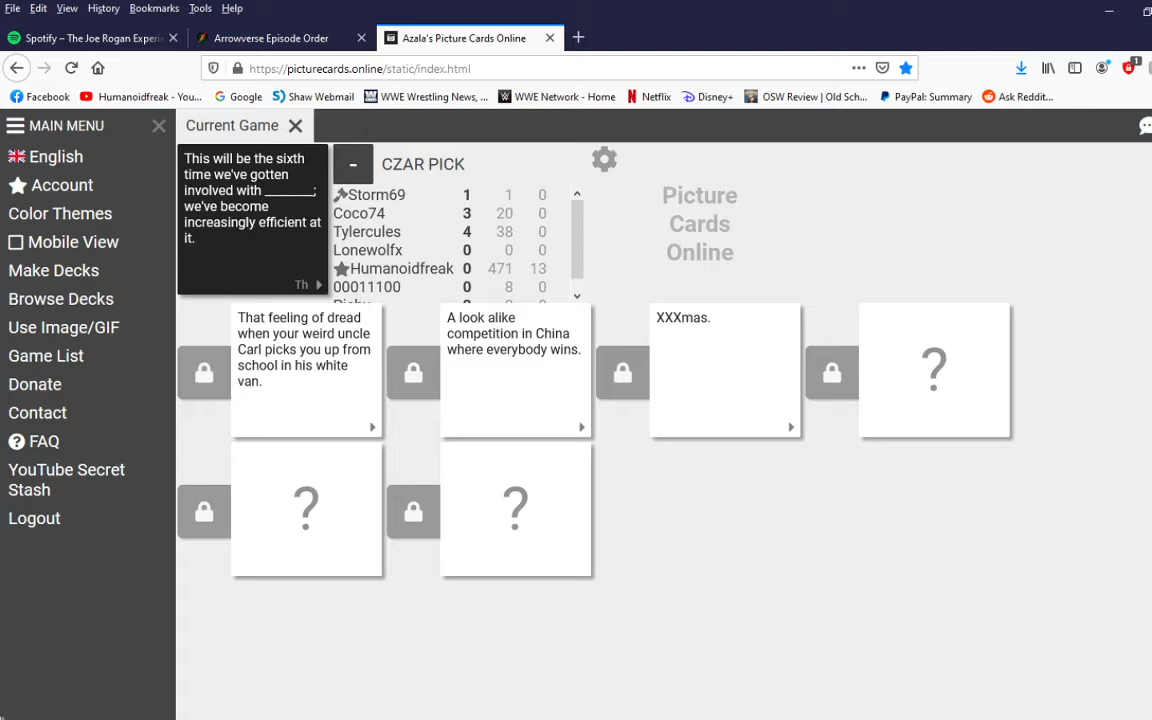 File Edit View History Bookmarks Tools Help
Spotify – The Joe Rogan Experi
Arrowverse Episode Order
Azala's Picture Cards Online
https://picturecards.online/static/index.html
1
Facebook
Humanoidfreak - You...
Google
Shaw Webmail
WWE Wrestling News, ...
WWE Network - Home
Netflix
Disney+
OSW Review | Old Sch...
PayPal: Summary
Ask Reddit...
MAIN MENU
English
Account
Color Themes
Mobile View
Make Decks
Browse Decks
Use Image/GIF
Game List
Donate
Contact
FAQ
YouTube Secret
Stash
Logout
Current Game
This will be the sixth
time we've gotten
involved with _______;
we've become
increasingly efficient at
it.
Th
-
CZAR PICK
Storm69 1 1 0
Coco74 3 20 0
Tylercules 4 38 0
Lonewolfx 0 0 0
Humanoidfreak 0 471 13
00011100 0 8 0
Picture
Cards
Online
That feeling of dread
when your weird uncle
Carl picks you up from
school in his white
van.
A look alike
competition in China
where everybody wins.
XXXmas.
?
?
?